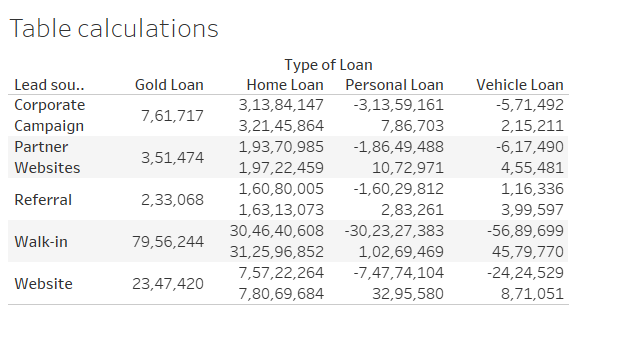 Table calculations
Type of Loan
Lead sou.. Gold Loan Home Loan Personal Loan Vehicle Loan
Corporate 3,13,84,147 -3,13,59,161 -5,71,492
7,61,717
Campaign 3,21,45,864 7,86,703 2,15,211
Partner 1,93,70,985 -1,86,49,488 -6,17,490
3,51,474
Websites 1,97,22,459 10,72,971 4,55,481
1,60,80,005 -1,60,29,812 1,16,336
Referral 2,33,068
1,63,13,073 2,83,261 3,99,597
30,46,40,608 -30,23,27,383 -56,89,699
Walk-in 79,56,244
31,25,96,852 1,02,69,469 45,79,770
7,57,22,264 -7,47,74,104 -24,24,529
Website 23,47,420
7,80,69,684 32,95,580 8,71,051